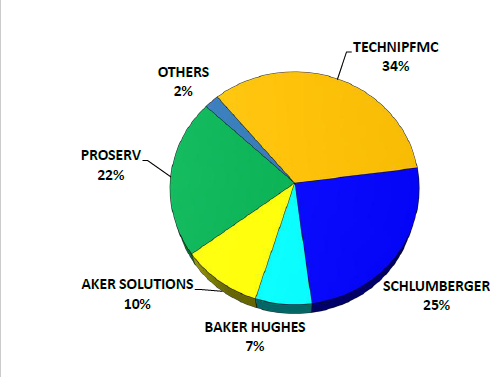 TECHNIPFMC
34%
OTHERS
2%
PROSERV
22%
AKER SOLUTIONS
10%
SCHLUMBERGER
25%
BAKER HUGHES
7%